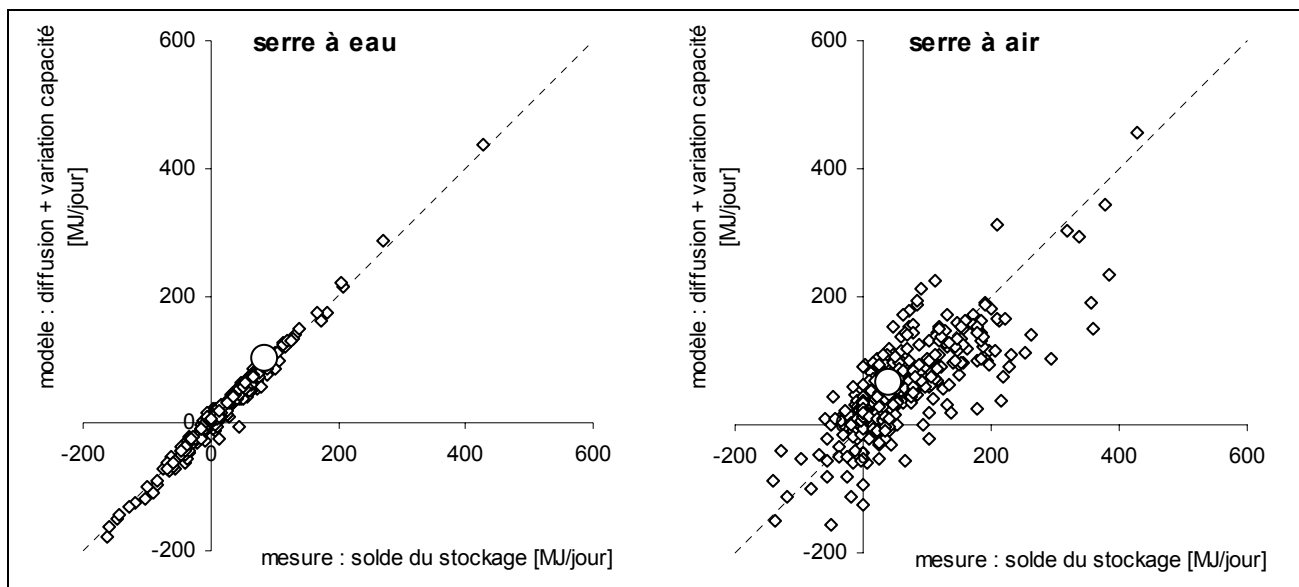 serre à eau
modèle : diffusion + variation capacité
[MJ/jour]
600
400
200
0
-200
-200
0
200
400
600
mesure : solde du stockage [MJ/jour]
serre à air
modèle : diffusion + variation capacité
[MJ/jour]
600
400
200
0
-200
-200
0
200
400
600
mesure : solde du stockage [MJ/jour]